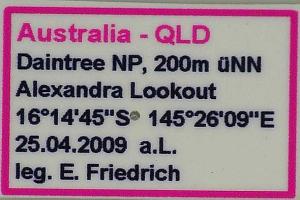 Australia - QLD
Daintree NP, 200m üNN
Alexandra Lookout
16°14'45"S 145°26'09"E
25.04.2009 a.L.
leg. E. Friedrich